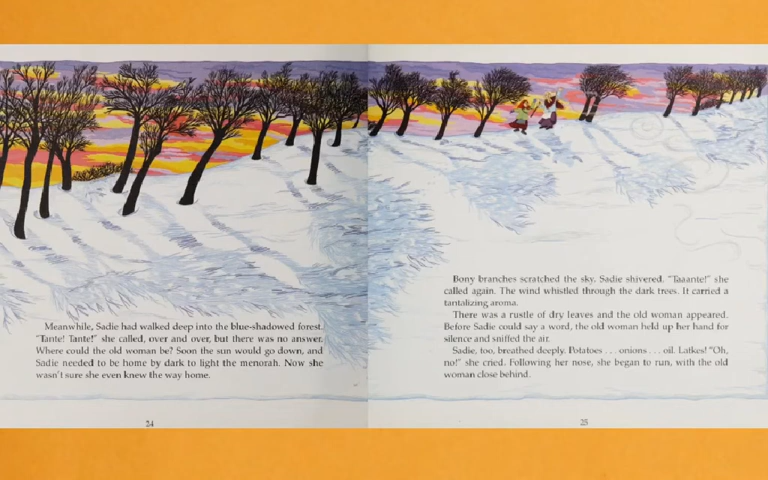 Meanwhile, Sadie had walked deep into the blue-shadowed forest.
"Tante! Tante!" she called, over and over, but there was no answer.
Where could the old woman be? Soon the sun would go down, and
Sadie needed to be home by dark to light the menorah. Now she
wasn't sure she even knew the way home.
24
Bony branches scratched the sky. Sadie shivered. "Taaante!" she
called again. The wind whistled through the dark trees. It carried a
tantalizing aroma.
There was a rustle of dry leaves and the old woman appeared.
Before Sadie could say a word, the old woman held up her hand for
silence and sniffed the air.
Sadie, too, breathed deeply. Potatoes . . . onions . . . oil. Latkes! "Oh,
no!" she cried. Following her nose, she began to run, with the old
woman close behind.
25